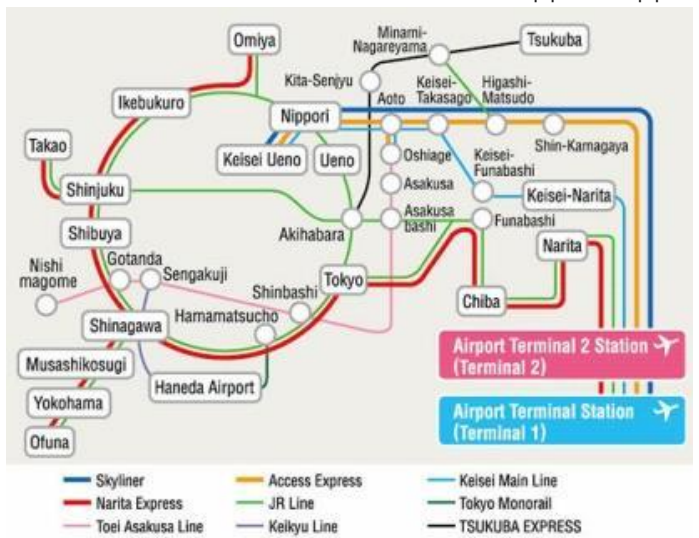 Omiya
Minami-
Nagareyama
Tsukuba
Kita-Senjyu
Keisei-
Takasago
Higashi-
Matsudo
Aoto
Ikebukuro
Nippori
Takao
Keisei Ueno
Ueno
Oshiage
Shin-Kamagaya
Keisei-
Funabashi
Shinjuku
Asakusa
Keisei-Narita
Asakusa
bashi
Funabashi
Shibuya
Akihabara
Narita
Gotanda
Sengakuji
Nishi
magome
Tokyo
Shinbashi
Chiba
Hamamatsucho
Shinagawa
Airport Terminal 2 Station
(Terminal 2)
Musashikosugi
Haneda Airport
Yokohama
Airport Terminal Station
(Terminal 1)
Ofuna
Skyliner
Access Express
Keisei Main Line
Narita Express
JR Line
Tokyo Monorail
Toei Asakusa Line
Keikyu Line
TSUKUBA EXPRESS